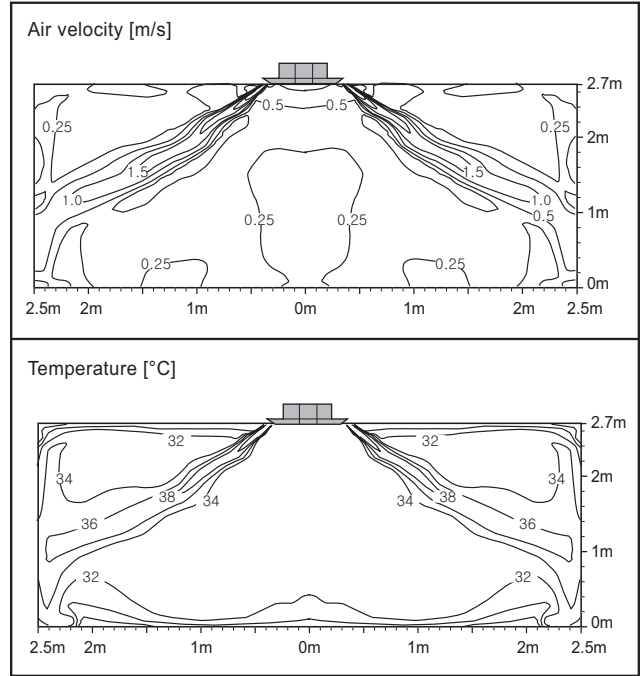 Air velocity [m/s]
2.7m
0.5 0.5
0.25 0.25
2m
1.5 1.5
1.0 1.0
0.5
1m
0.25 0.25
0.25 0.25
0m
2.5m 2m 1m 0m 1m 2m 2.5m
Temperature [°C]
2.7m
32 32
34 34
2m
38 38
34 34
36 36
1m
32 32
0m
2.5m 2m 1m 0m 1m 2m 2.5m